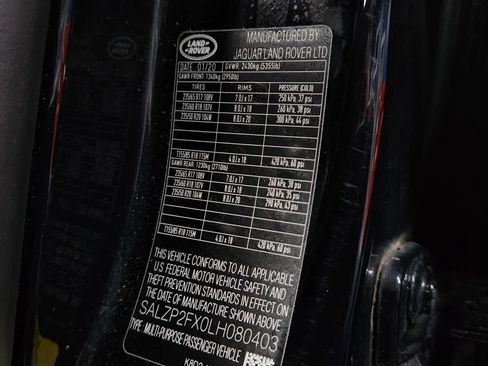 LAND
ROVER
MANUFACTURED BY
JAGUAR LAND ROVER LTD
DATE 01/20 GVWR 2430kg (5355lb)
GAWR FRONT 1340kg (2950lb)
TIRES RIMS PRESSURE (COLD)
235/65 R17 108V 7.0J x 17 250 kPa, 37 psi
235/60 R18 107V 8.0J x 18 260 kPa, 38 psi
235/50 R20 104W 8.0J x 20 300 kPa, 44 psi
T155/85 R18 115M 4.0J x 18 420 kPa, 60 psi
GAWR REAR 1230kg (2710lb)
235/65 R17 108V 7.0J x 17 260 kPa, 38 psi
235/60 R18 107V 8.0J x 18 240 kPa, 35 psi
235/50 R20 104W 8.0J x 20 290 kPa, 43 psi
T155/85 R18 115M 4.0J x 18 420 kPa, 60 psi
THIS VEHICLE CONFORMS TO ALL APPLICABLE
U.S. FEDERAL MOTOR VEHICLE SAFETY AND
THEFT PREVENTION STANDARDS IN EFFECT ON
THE DATE OF MANUFACTURE SHOWN ABOVE.
SALZP2FX0LH080403
TYPE: MULTI-PURPOSE PASSENGER VEHICLE